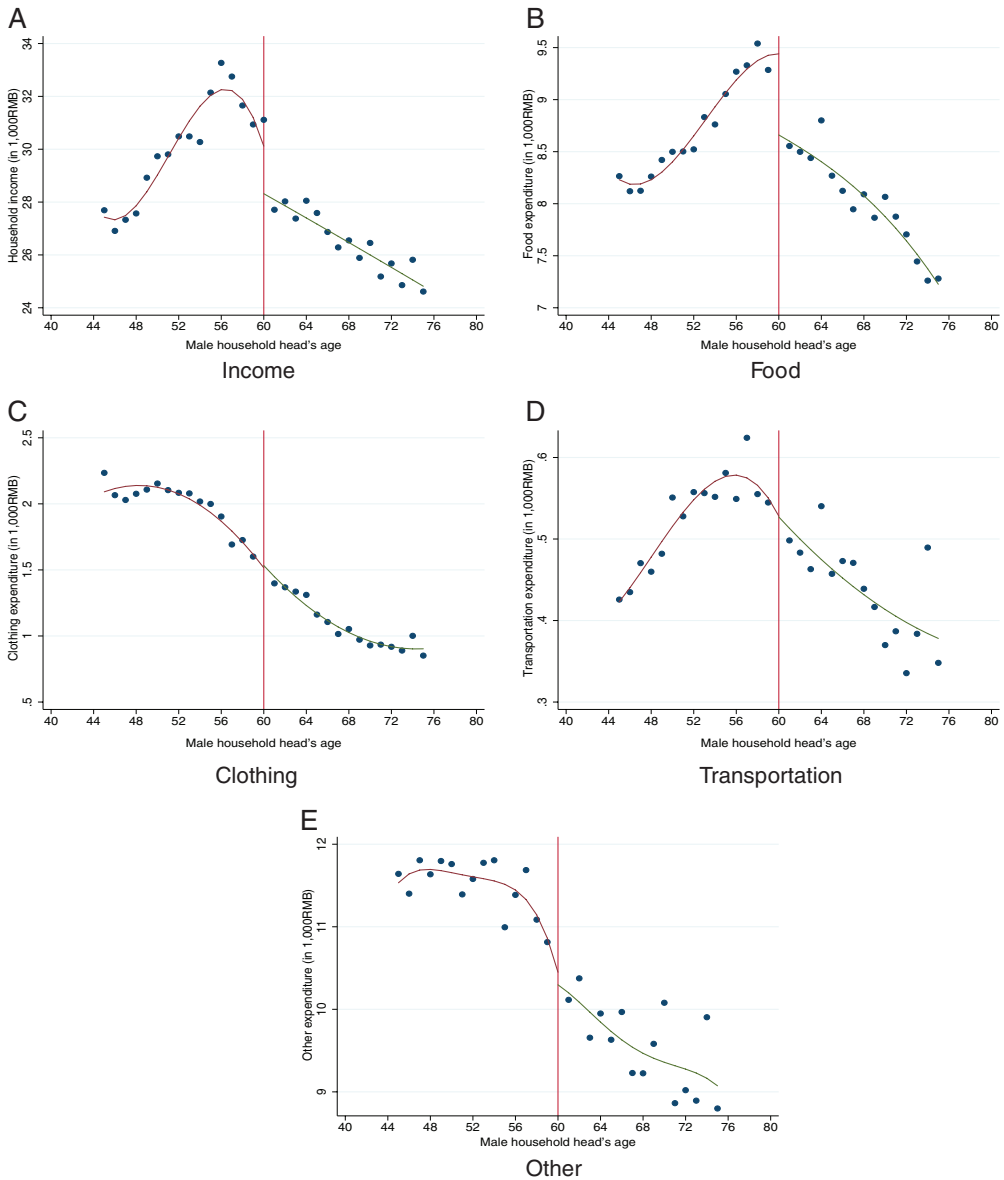 A
Household income (in 1,000RMB)
34
32
30
28
26
24
40 44 48 52 56 60 64 68 72 76 80
Male household head's age
Income
B
Food expenditure (in 1,000RMB)
9.5
9
8.5
8
7.5
7
40 44 48 52 56 60 64 68 72 76 80
Male household head's age
Food
C
Clothing expenditure (in 1,000RMB)
2.5
2
1.5
1
.5
40 44 48 52 56 60 64 68 72 76 80
Male household head's age
Clothing
D
Transportation expenditure (in 1,000RMB)
.6
.5
.4
.3
40 44 48 52 56 60 64 68 72 76 80
Male household head's age
Transportation
E
Other expenditure (in 1,000RMB)
12
11
10
9
40 44 48 52 56 60 64 68 72 76 80
Male household head's age
Other